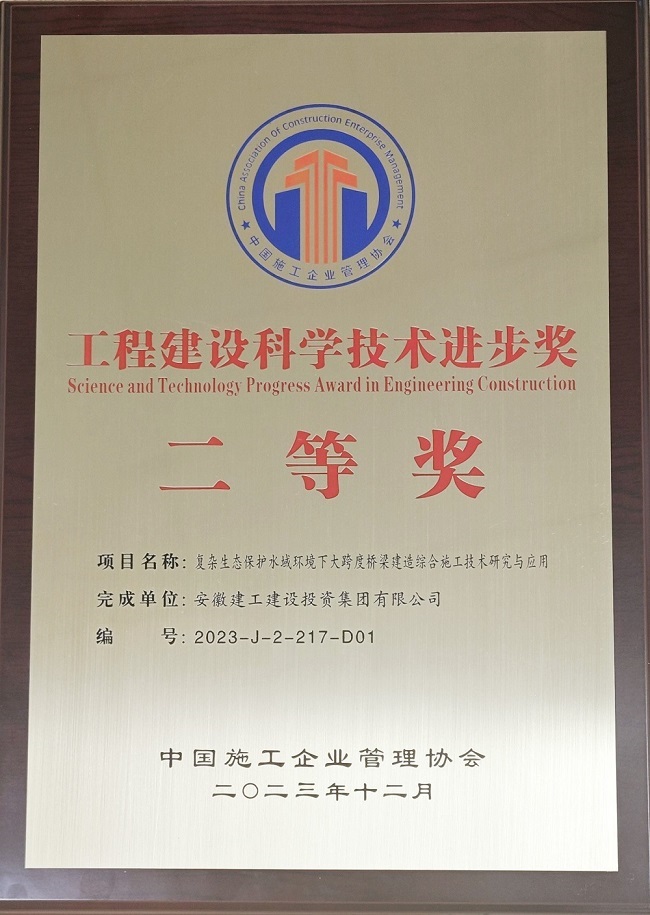 China Association Of Construction Enterprise Management
中国施工企业管理协会
工程建设科学技术进步奖
Science and Technology Progress Award in Engineering Construction
二等奖
项目名称: 复杂生态保护水域环境下大跨度桥梁建造综合施工技术研究与应用
完成单位: 安徽建工建设投资集团有限公司
编号: 2023-J-2-217-D01
中国施工企业管理协会
二〇二三年十二月